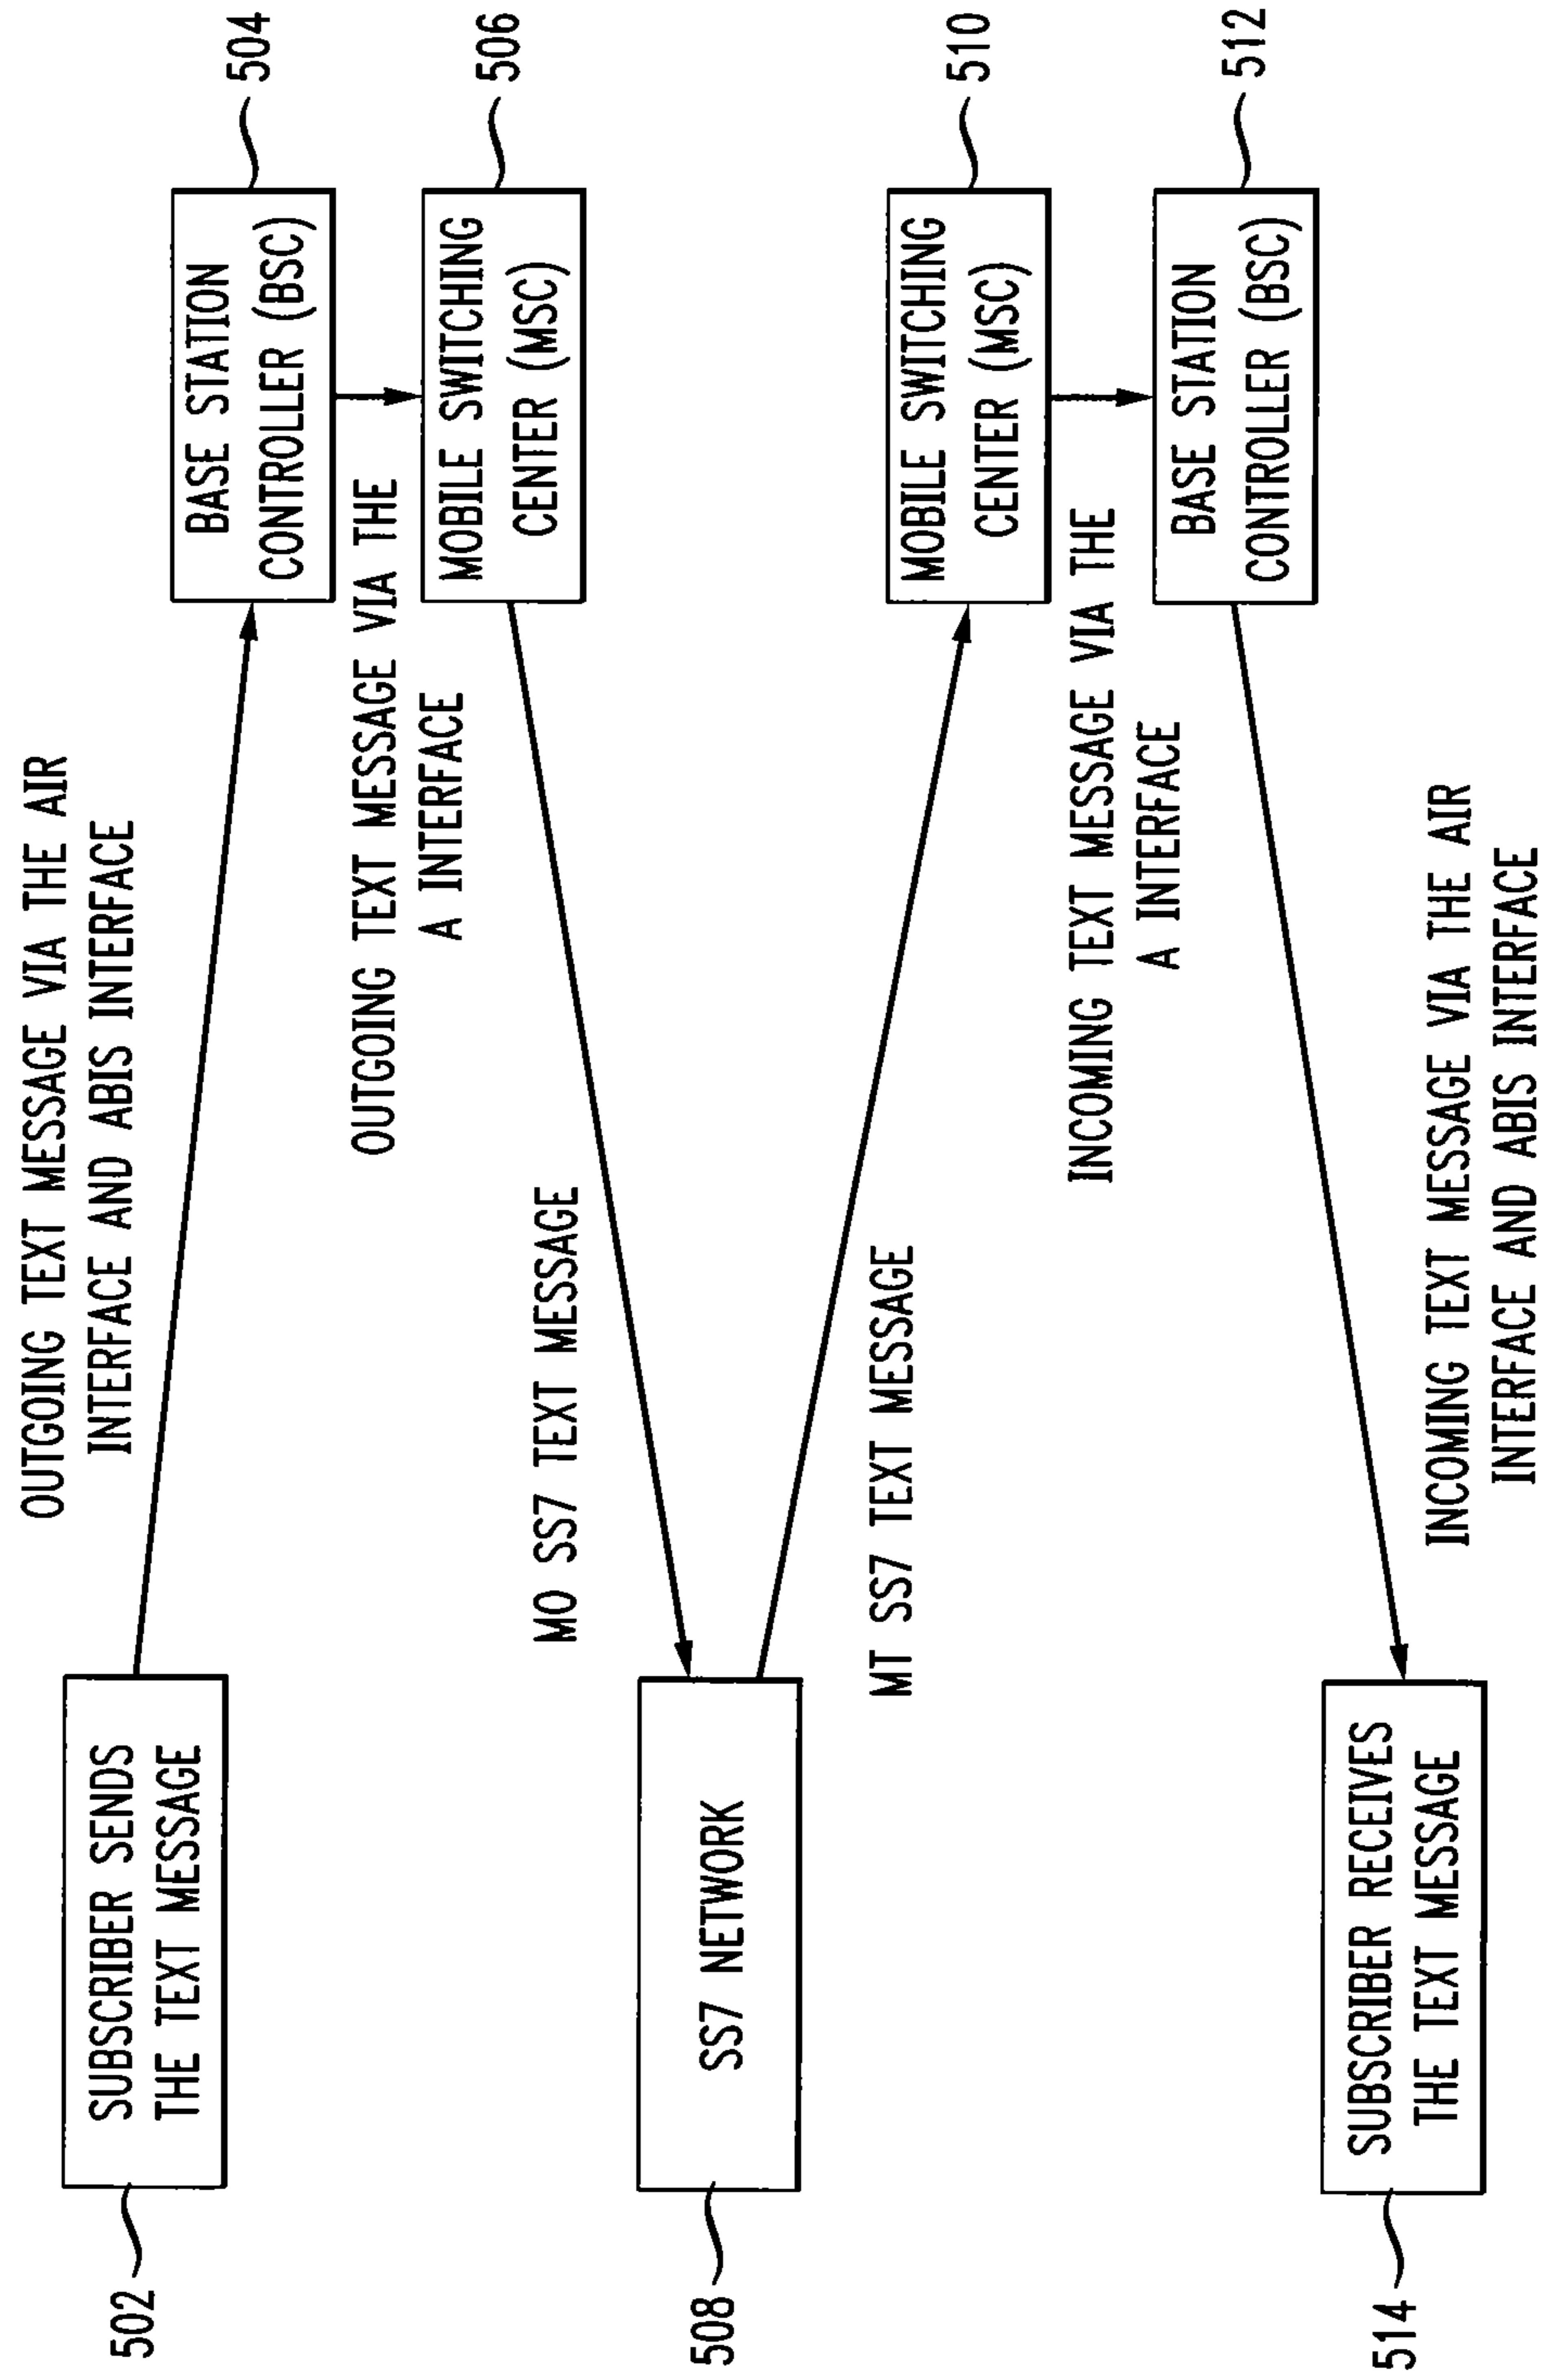 OUTGOING TEXT MESSAGE VIA THE AIR
INTERFACE AND ABIS INTERFACE
502
SUBSCRIBER SENDS
THE TEXT MESSAGE
BASE STATION
CONTROLLER (BSC)
504
OUTGOING TEXT MESSAGE VIA THE
A INTERFACE
MOBILE SWITCHING
CENTER (MSC)
506
MO SS7 TEXT MESSAGE
508
SS7 NETWORK
MT SS7 TEXT MESSAGE
MOBILE SWITCHING
CENTER (MSC)
510
INCOMING TEXT MESSAGE VIA THE
A INTERFACE
BASE STATION
CONTROLLER (BSC)
512
514
SUBSCRIBER RECEIVES
THE TEXT MESSAGE
INCOMING TEXT MESSAGE VIA THE AIR
INTERFACE AND ABIS INTERFACE